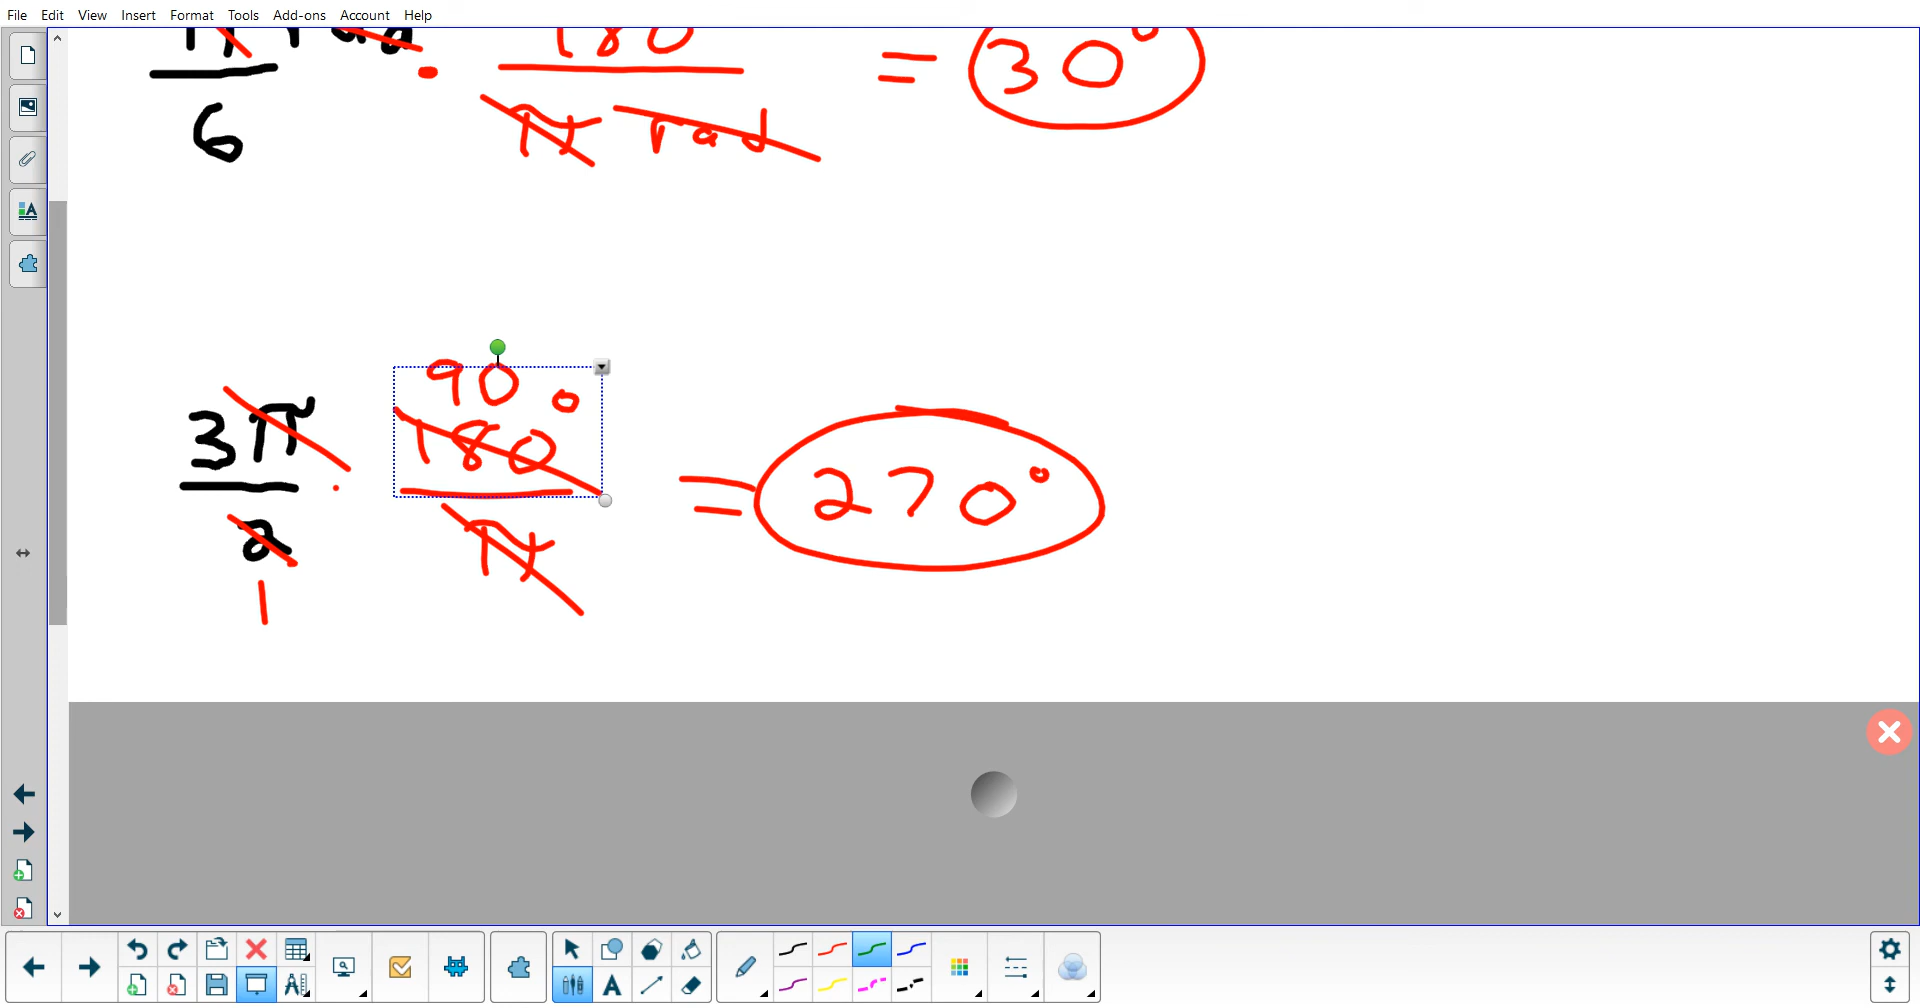 File Edit View Insert Format Tools Add-ons Account Help
π rad · 180 = 30°
6 π rad
90
3π · 180° = 270°
2 π
1